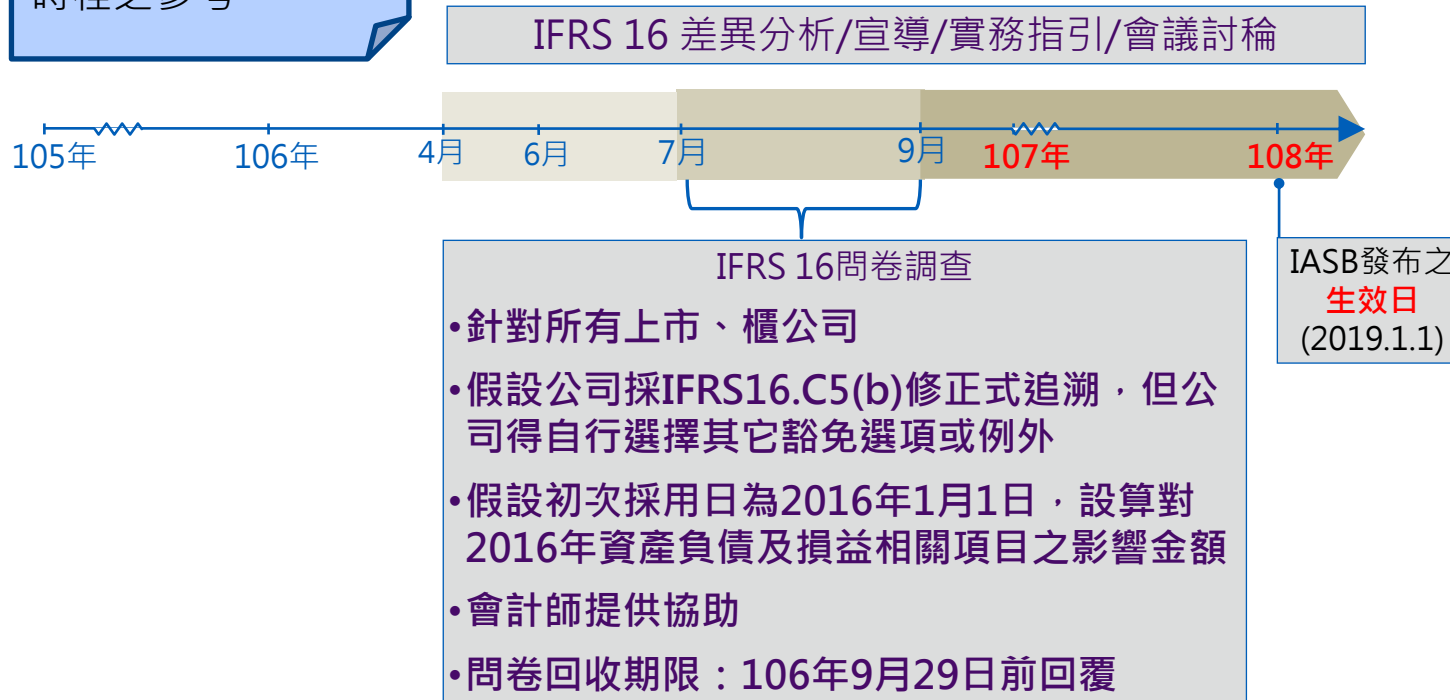 時程之參考
IFRS 16 差異分析/宣導/實務指引/會議討稐
105年 106年 4月 6月 7月 9月 107年 108年
IFRS 16問卷調查
•針對所有上市、櫃公司
•假設公司採IFRS16.C5(b)修正式追溯，但公
司得自行選擇其它豁免選項或例外
•假設初次採用日為2016年1月1日，設算對
2016年資產負債及損益相關項目之影響金額
•會計師提供協助
•問卷回收期限：106年9月29日前回覆
IASB發布之
生效日
(2019.1.1)